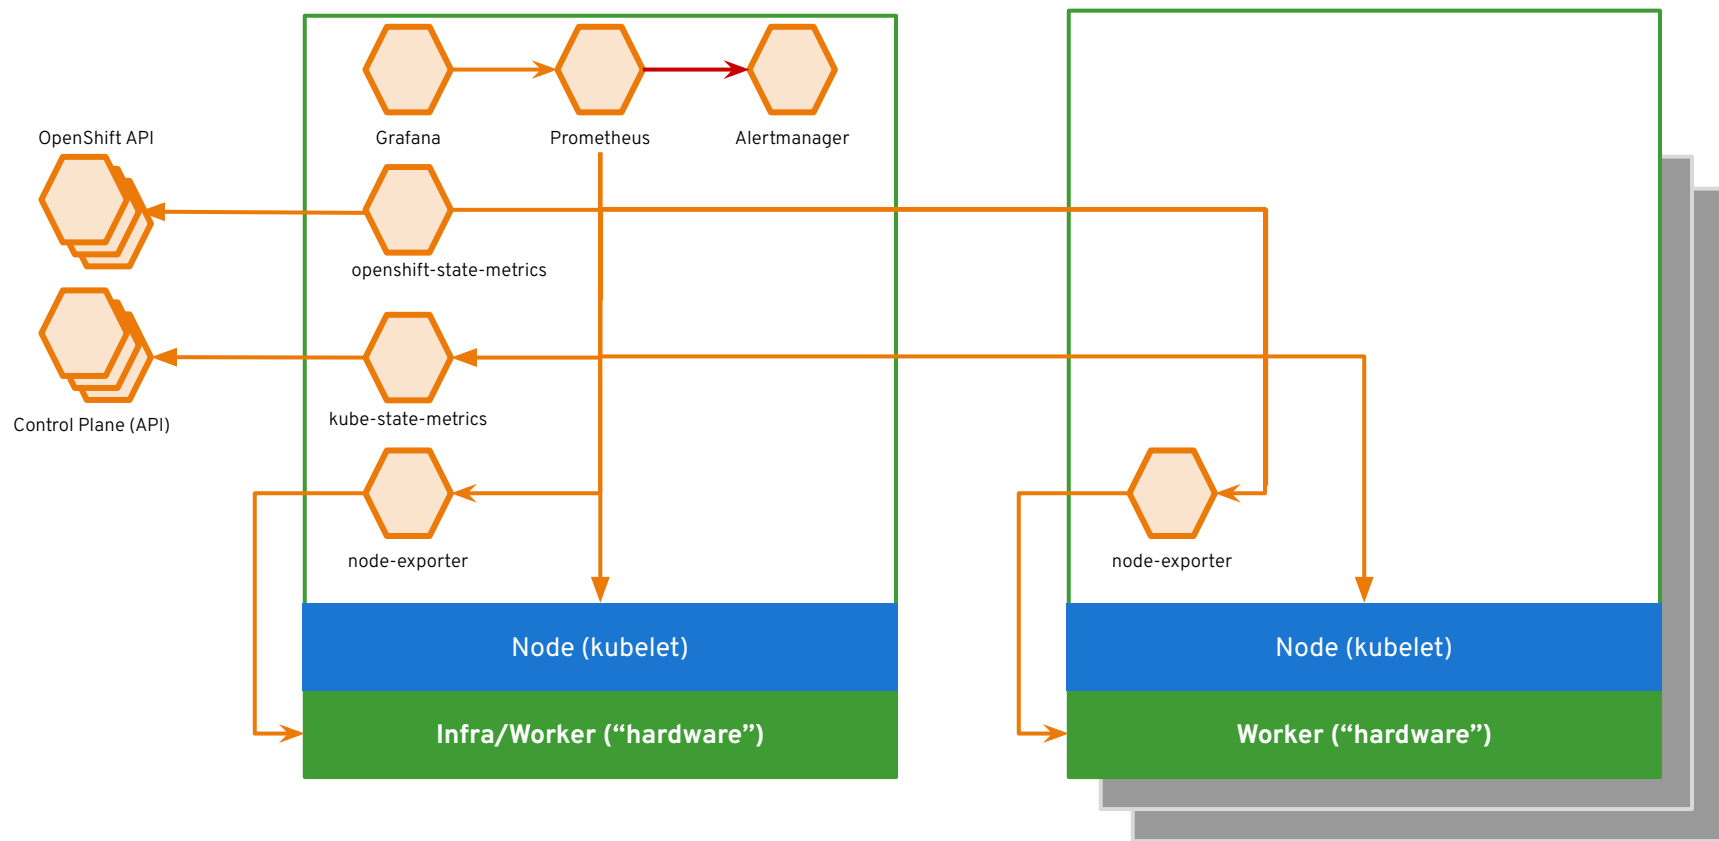 Grafana
Prometheus
Alertmanager
OpenShift API
openshift-state-metrics
kube-state-metrics
Control Plane (API)
node-exporter
node-exporter
Node (kubelet)
Node (kubelet)
Infra/Worker (“hardware”)
Worker (“hardware”)